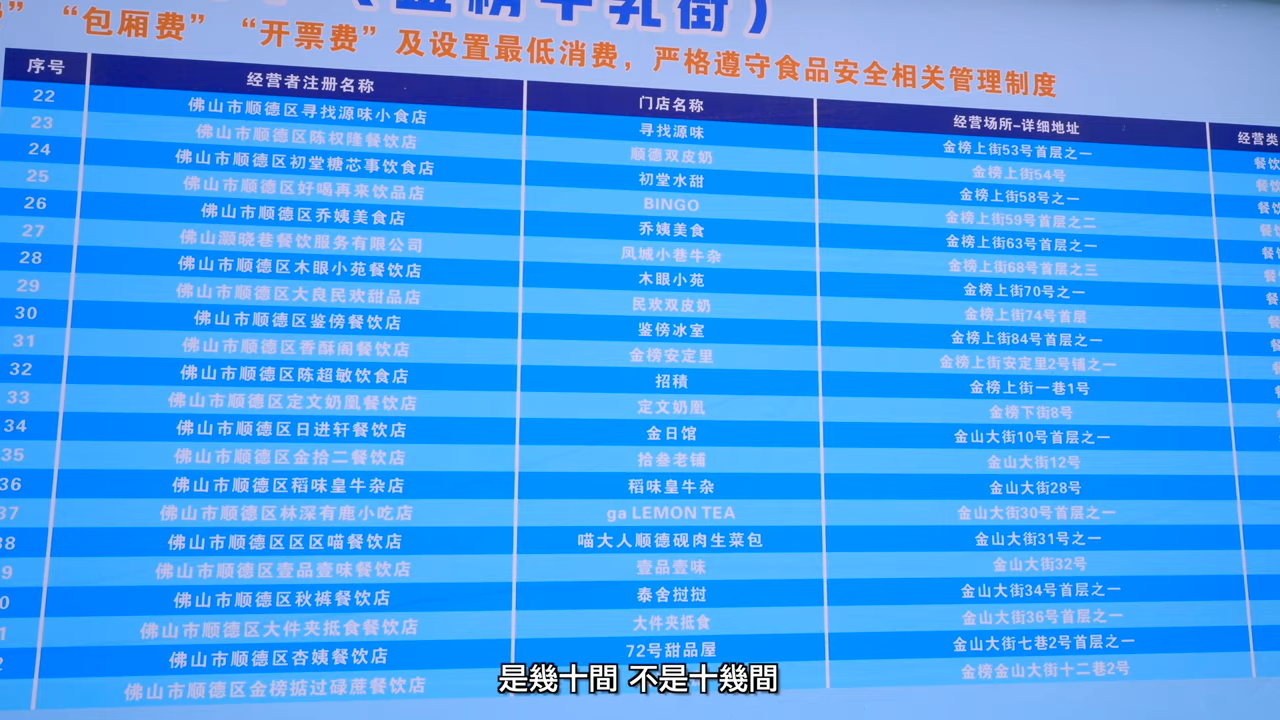 （金榜牛乳街）
费” “包厢费” “开票费” 及设置最低消费，严格遵守食品安全相关管理制度
序号 经营者注册名称 门店名称 经营场所–详细地址 经营类
22 佛山市顺德区寻找源味小食店 寻找源味 金榜上街53号首层之一 餐饮
23 佛山市顺德区陈权隆餐饮店 顺德双皮奶 金榜上街54号 餐饮
24 佛山市顺德区初堂糖芯事饮食店 初堂水甜 金榜上街58号之一 餐饮
25 佛山市顺德区好喝再来饮品店 BINGO 金榜上街59号首层之二 餐饮
26 佛山市顺德区乔姨美食店 乔姨美食 金榜上街63号首层之一 餐饮
27 佛山灏晓巷餐饮服务有限公司 凤城小巷牛杂 金榜上街68号首层之三 餐
28 佛山市顺德区木眼小苑餐饮店 木眼小苑 金榜上街70号之一 餐
29 佛山市顺德区大良民欢甜品店 民欢双皮奶 金榜上街74号首层 餐
30 佛山市顺德区鉴傍餐饮店 鉴傍冰室 金榜上街84号首层之一
31 佛山市顺德区香酥阁餐饮店 金榜安定里 金榜上街安定里2号铺之一
32 佛山市顺德区陈超敏饮食店 招積 金榜上街一巷1号
33 佛山市顺德区定文奶凰餐饮店 定文奶凰 金榜下街8号
34 佛山市顺德区日进轩餐饮店 金日馆 金山大街10号首层之一
35 佛山市顺德区金拾二餐饮店 拾叁老铺 金山大街12号
36 佛山市顺德区稻味皇牛杂店 稻味皇牛杂 金山大街28号
37 佛山市顺德区林深有鹿小吃店 ga LEMON TEA 金山大街30号首层之一
38 佛山市顺德区区区喵餐饮店 喵大人顺德砚肉生菜包 金山大街31号之一
9 佛山市顺德区壹品壹味餐饮店 壹品壹味 金山大街32号
0 佛山市顺德区秋裤餐饮店 泰舍挝挝 金山大街34号首层之一
1 佛山市顺德区大件夹抵食餐饮店 大件夹抵食 金山大街36号首层之一
2 佛山市顺德区杏姨餐饮店 72号甜品屋 金山大街七巷2号首层之一
佛山市顺德区金榜掂过碌蔗餐饮店 金榜金山大街十二巷2号
是幾十間 不是十幾間